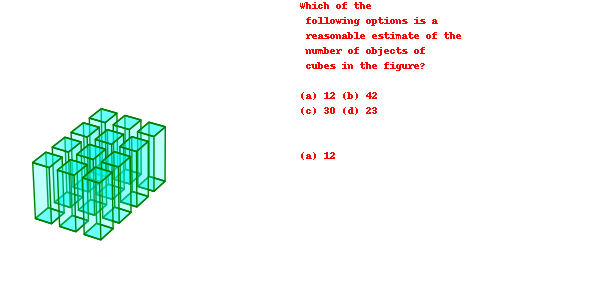 Which of the
following options is a
reasonable estimate of the
number of objects of
cubes in the figure?
(a) 12 (b) 42
(c) 30 (d) 23
(a) 12